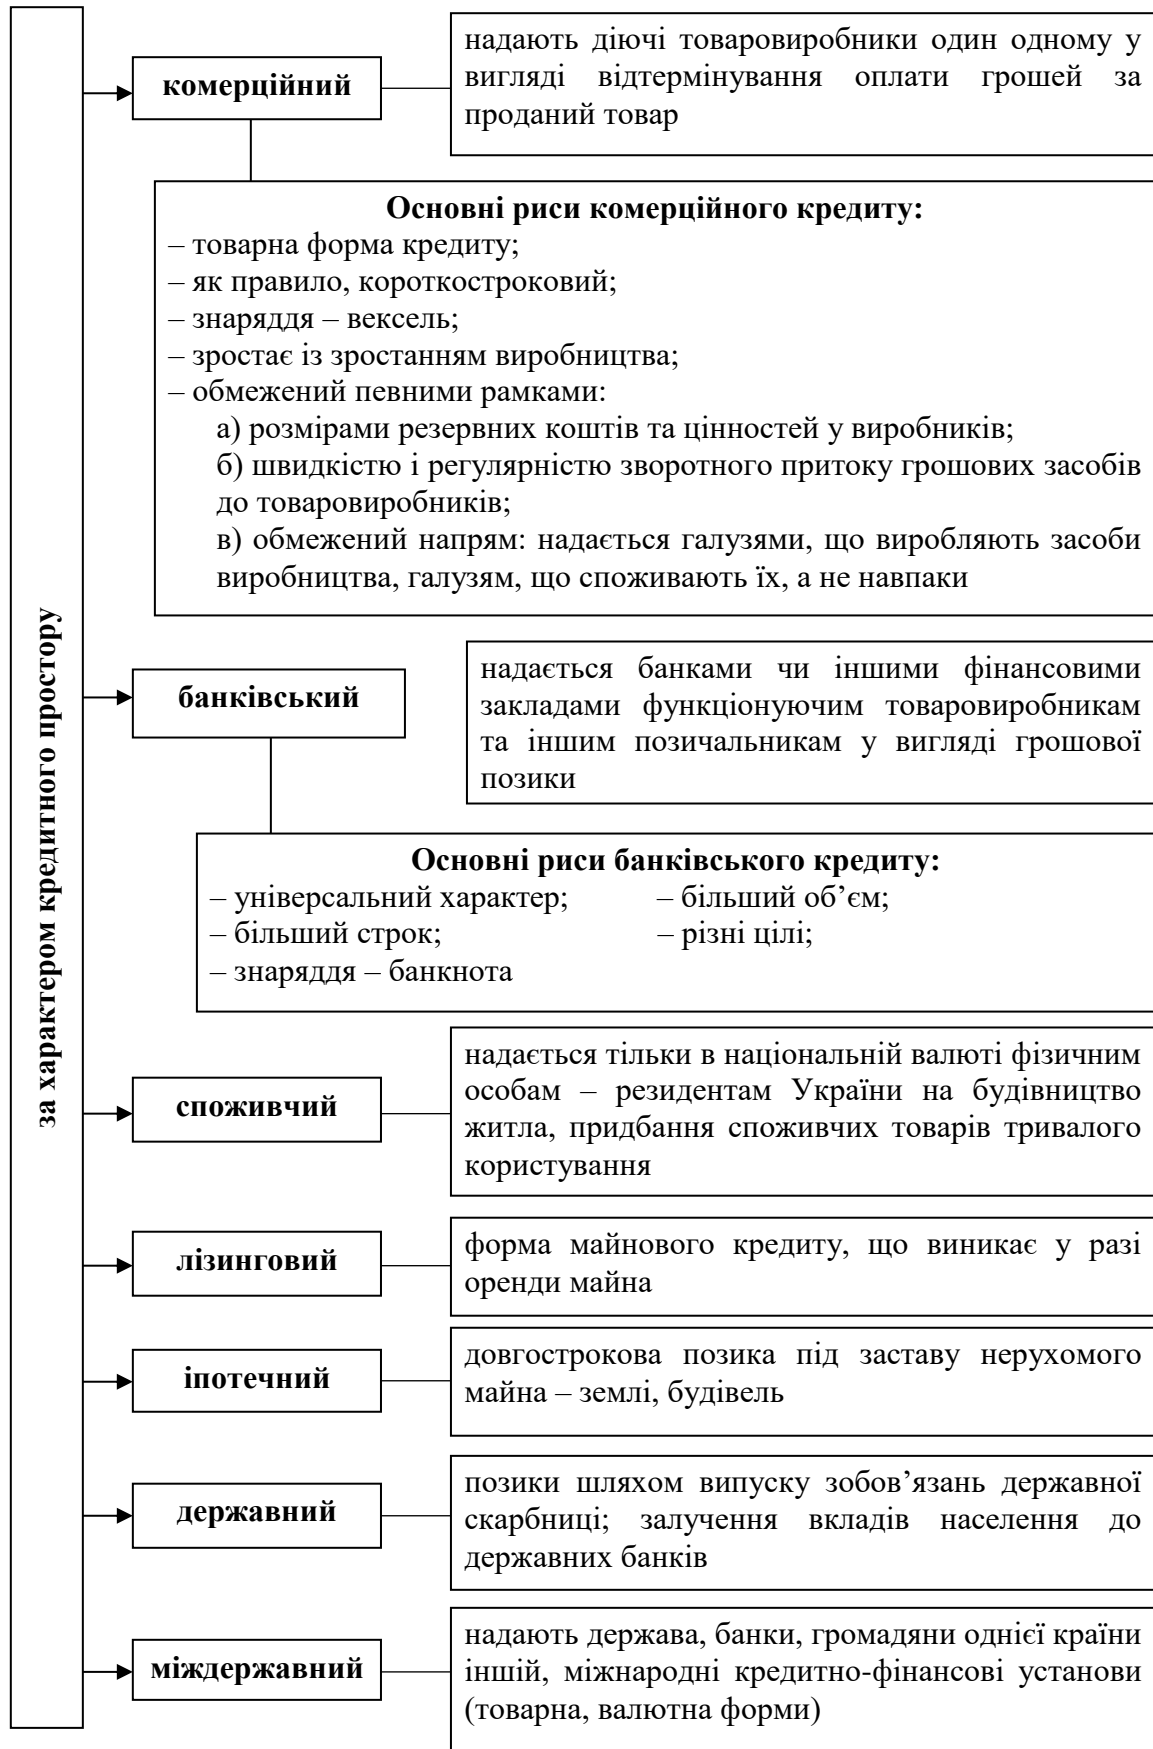 за характером кредитного простору
комерційний
надають діючі товаровиробники один одному у
вигляді відтермінування оплати грошей за
проданий товар
Основні риси комерційного кредиту:
– товарна форма кредиту;
– як правило, короткостроковий;
– знаряддя – вексель;
– зростає із зростанням виробництва;
– обмежений певними рамками:
а) розмірами резервних коштів та цінностей у виробників;
б) швидкістю і регулярністю зворотного притоку грошових засобів
до товаровиробників;
в) обмежений напрям: надається галузями, що виробляють засоби
виробництва, галузям, що споживають їх, а не навпаки
банківський
надається банками чи іншими фінансовими
закладами функціонуючим товаровиробникам
та іншим позичальникам у вигляді грошової
позики
Основні риси банківського кредиту:
– універсальний характер; – більший об’єм;
– більший строк; – різні цілі;
– знаряддя – банкнота
споживчий
надається тільки в національній валюті фізичним
особам – резидентам України на будівництво
житла, придбання споживчих товарів тривалого
користування
лізинговий
форма майнового кредиту, що виникає у разі
оренди майна
іпотечний
довгострокова позика під заставу нерухомого
майна – землі, будівель
державний
позики шляхом випуску зобов’язань державної
скарбниці; залучення вкладів населення до
державних банків
міждержавний
надають держава, банки, громадяни однієї країни
іншій, міжнародні кредитно-фінансові установи
(товарна, валютна форми)